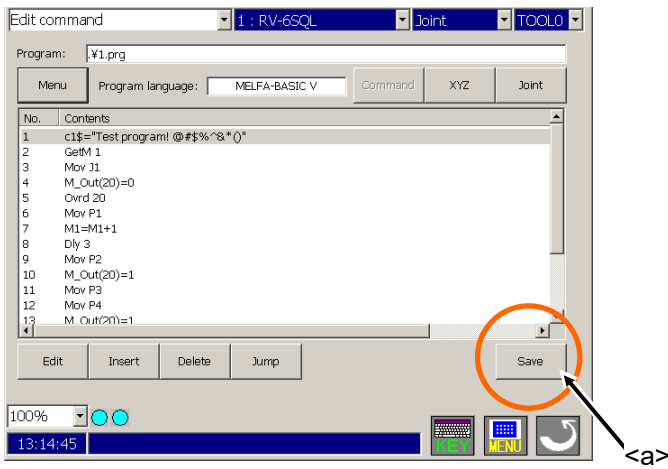 Edit command 1 : RV-6SQL Joint TOOL0
Program: .¥1.prg
Menu Program language: MELFA-BASIC V Command XYZ Joint
No. Contents
1 c1$="Test program! @#$%^&*()"
2 GetM 1
3 Mov J1
4 M_Out(20)=0
5 Ovrd 20
6 Mov P1
7 M1=M1+1
8 Dly 3
9 Mov P2
10 M_Out(20)=1
11 Mov P3
12 Mov P4
13 M_Out(20)=1
Edit Insert Delete Jump Save
100%
13:14:45 KEY MENU
<a>